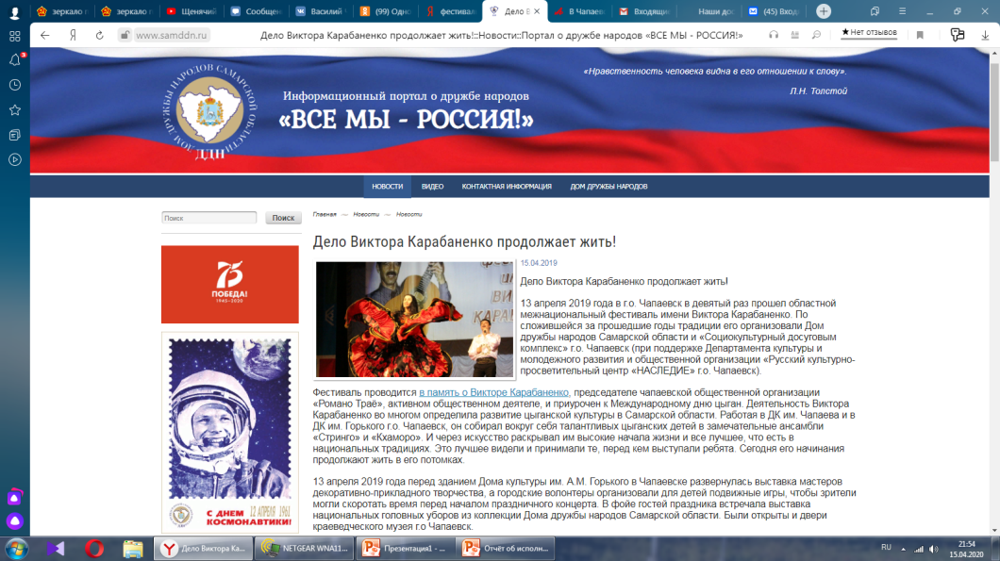 зеркало п
зеркало п
Щенячий
Сообщен
Василий
(99) Одно
фестивал
Дело В
В Чапаев
Входящие
Наши до
(45) Вход
www.samddn.ru
Дело Виктора Карабаненко продолжает жить!::Новости::Портал о дружбе народов «ВСЕ МЫ - РОССИЯ!»
★Нет отзывов
ДОМ ДРУЖБЫ НАРОДОВ САМАРСКОЙ ОБЛАСТИ
ДДН
Информационный портал о дружбе народов
«ВСЕ МЫ - РОССИЯ!»
«Нравственность человека видна в его отношении к слову».
Л.Н. Толстой
НОВОСТИ ВИДЕО КОНТАКТНАЯ ИНФОРМАЦИЯ ДОМ ДРУЖБЫ НАРОДОВ
Поиск Поиск
Главная — Новости — Новости
75
ПОБЕДА!
1945-2020
С ДНЕМ 12 АПРЕЛЯ 1961
КОСМОНАВТИКИ!
Дело Виктора Карабаненко продолжает жить!
15.04.2019
Дело Виктора Карабаненко продолжает жить!
13 апреля 2019 года в г.о. Чапаевск в девятый раз прошел областной
межнациональный фестиваль имени Виктора Карабаненко. По
сложившейся за прошедшие годы традиции его организовали Дом
дружбы народов Самарской области и «Социокультурный досуговым
комплекс» г.о. Чапаевск (при поддержке Департамента культуры и
молодежного развития и общественной организации «Русский культурно-
просветительный центр «НАСЛЕДИЕ» г.о. Чапаевск).
Фестиваль проводится в память о Викторе Карабаненко, председателе чапаевской общественной организации
«Романо Траё», активном общественном деятеле, и приурочен к Международному дню цыган. Деятельность Виктора
Карабаненко во многом определила развитие цыганской культуры в Самарской области. Работая в ДК им. Чапаева и в
ДК им. Горького г.о. Чапаевск, он собирал вокруг себя талантливых цыганских детей в замечательные ансамбли
«Стринго» и «Кхаморо». И через искусство раскрывал им высокие начала жизни и все лучшее, что есть в
национальных традициях. Это лучшее видели и принимали те, перед кем выступали ребята. Сегодня его начинания
продолжают жить в его потомках.
13 апреля 2019 года перед зданием Дома культуры им. А.М. Горького в Чапаевске развернулась выставка мастеров
декоративно-прикладного творчества, а городские волонтеры организовали для детей подвижные игры, чтобы зрители
могли скоротать время перед началом праздничного концерта. В фойе гостей праздника встречала выставка
национальных головных уборов из коллекции Дома дружбы народов Самарской области. Были открыты и двери
краеведческого музея г.о Чапаевск.
Дело Виктора Ка...
NETGEAR WNA11...
Презентация1 - ...
Отчёт об исполн...
RU
21:54
15.04.2020